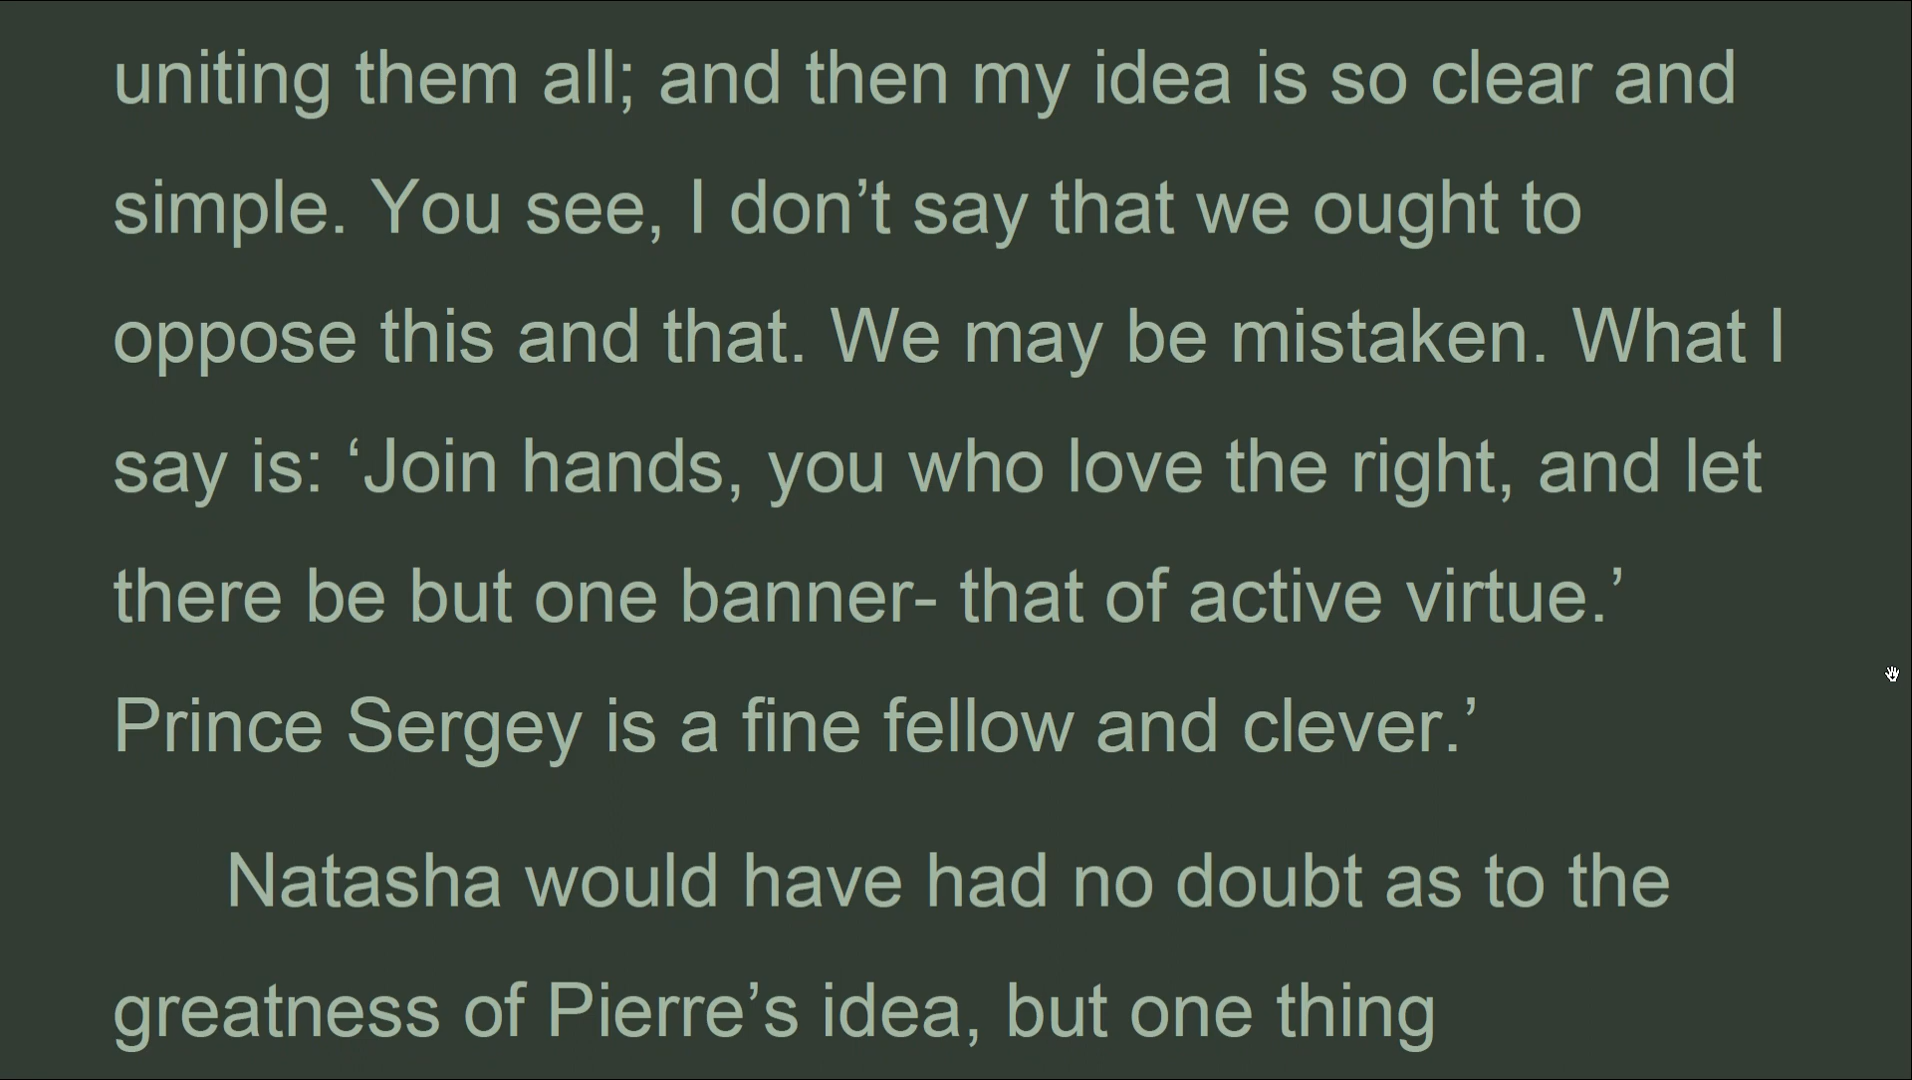 uniting them all; and then my idea is so clear and
simple. You see, I don’t say that we ought to
oppose this and that. We may be mistaken. What I
say is: ‘Join hands, you who love the right, and let
there be but one banner- that of active virtue.’
Prince Sergey is a fine fellow and clever.’
Natasha would have had no doubt as to the
greatness of Pierre’s idea, but one thing